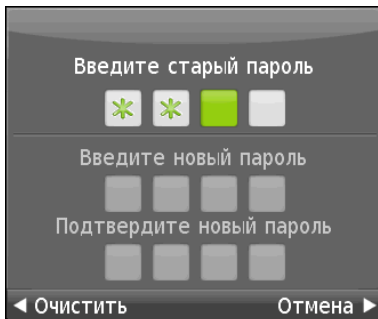 Введите старый пароль
* *
Введите новый пароль
Подтвердите новый пароль
◀ Очистить Отмена ▶